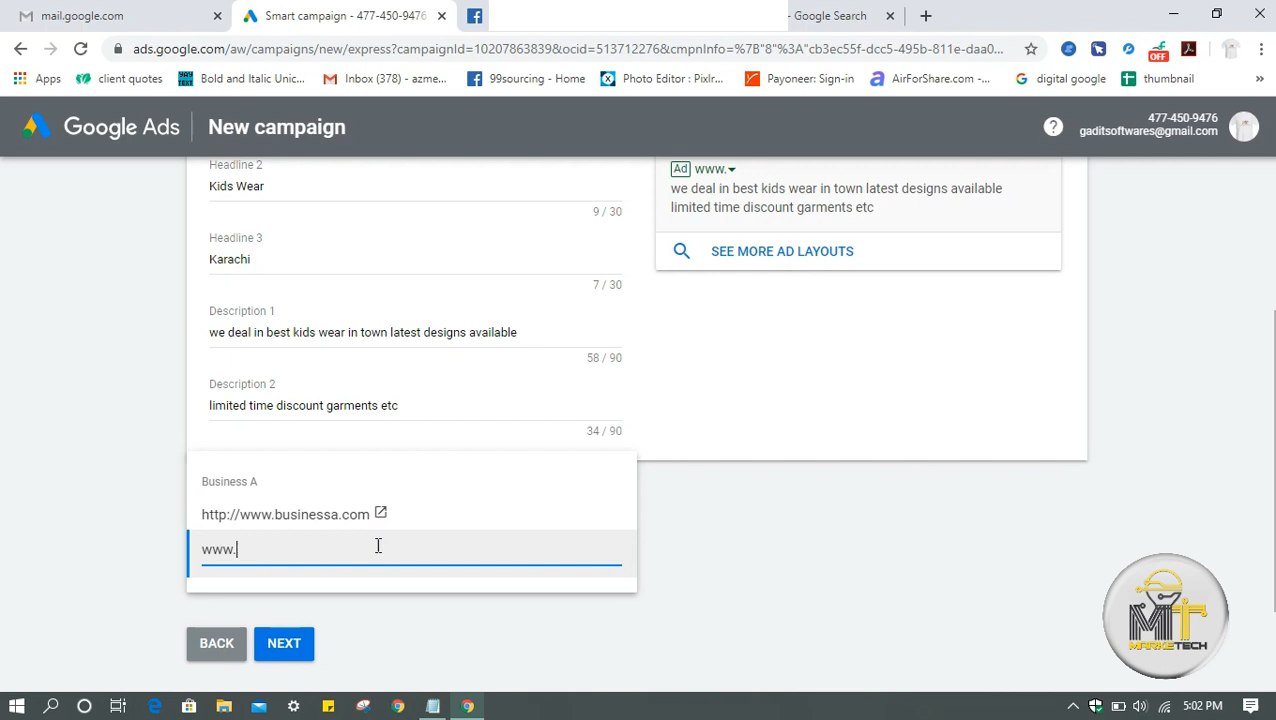 mail.google.com
Smart campaign - 477-450-9476
- Google Search
ads.google.com/aw/campaigns/new/express?campaignId=10207863839&ocid=513712276&cmpnInfo=%7B"8"%3A"cb3ec55f-dcc5-495b-811e-daa0...
OFF
Apps
client quotes
YAY TEXT
Bold and Italic Unic...
Inbox (378) - azme...
99sourcing - Home
Photo Editor : Pixlr...
Payoneer: Sign-in
AirForShare.com -...
digital google
thumbnail
»
Google Ads
New campaign
477-450-9476
gaditsoftwares@gmail.com
Headline 2
Kids Wear
9 / 30
Headline 3
Karachi
7 / 30
Description 1
we deal in best kids wear in town latest designs available
58 / 90
Description 2
limited time discount garments etc
34 / 90
Business A
http://www.businessa.com
www.
BACK
NEXT
Ad www.
we deal in best kids wear in town latest designs available
limited time discount garments etc
SEE MORE AD LAYOUTS
MT
MARKETECH
5:02 PM